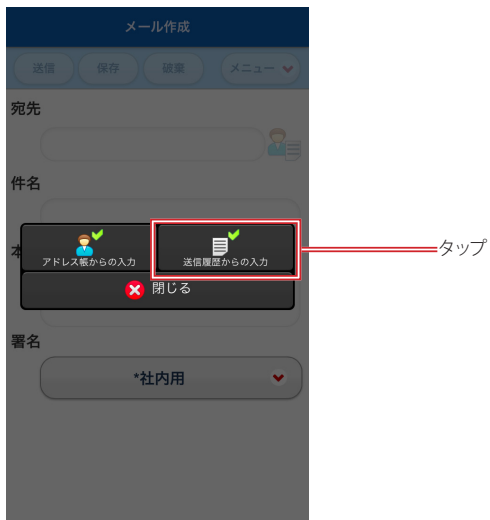 メール作成
送信 保存 破棄 メニュー
宛先
件名
本
アドレス帳からの入力 送信履歴からの入力 タップ
閉じる
署名
*社内用